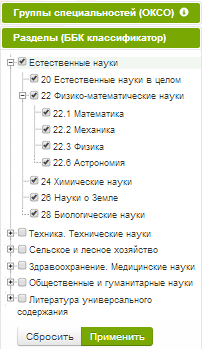 Группы специальностей (ОКСО)
Разделы (ББК классификатор)
Естественные науки
20 Естественные науки в целом
22 Физико-математические науки
22.1 Математика
22.2 Механика
22.3 Физика
22.6 Астрономия
24 Химические науки
26 Науки о Земле
28 Биологические науки
Техника. Технические науки
Сельское и лесное хозяйство
Здравоохранение. Медицинские науки
Общественные и гуманитарные науки
Литература универсального
содержания
Сбросить Применить